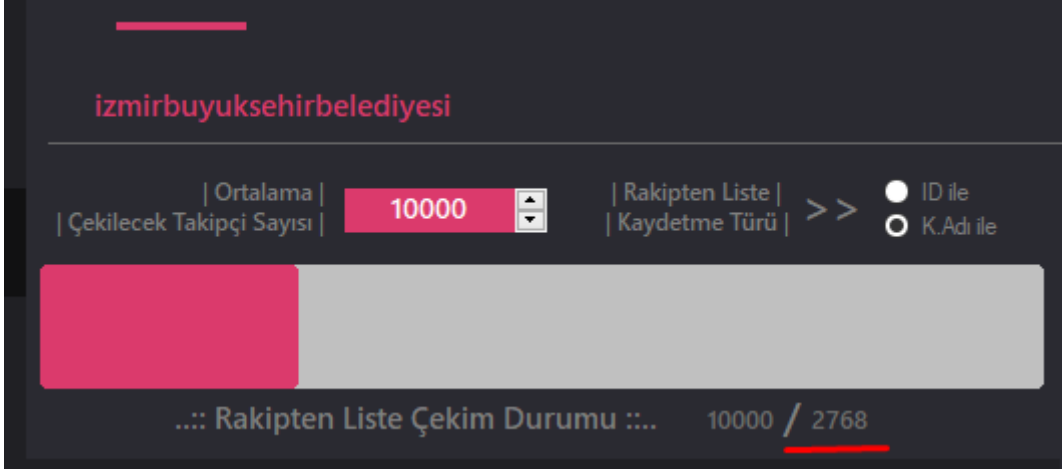 izmirbuyuksehirbelediyesi
| Ortalama |
| Çekilecek Takipçi Sayısı |
10000
| Rakipten Liste |
| Kaydetme Türü |
>>
ID ile
K.Adı ile
..:: Rakipten Liste Çekim Durumu ::.. 10000 / 2768